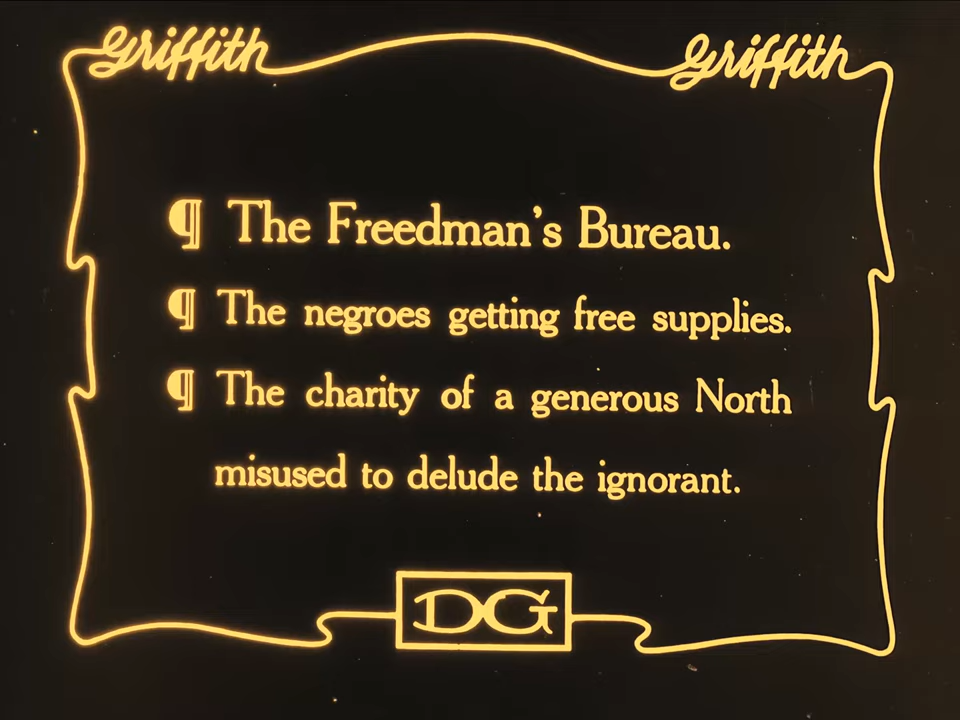 Griffith Griffith
¶ The Freedman's Bureau.
¶ The negroes getting free supplies.
¶ The charity of a generous North
misused to delude the ignorant.
DG